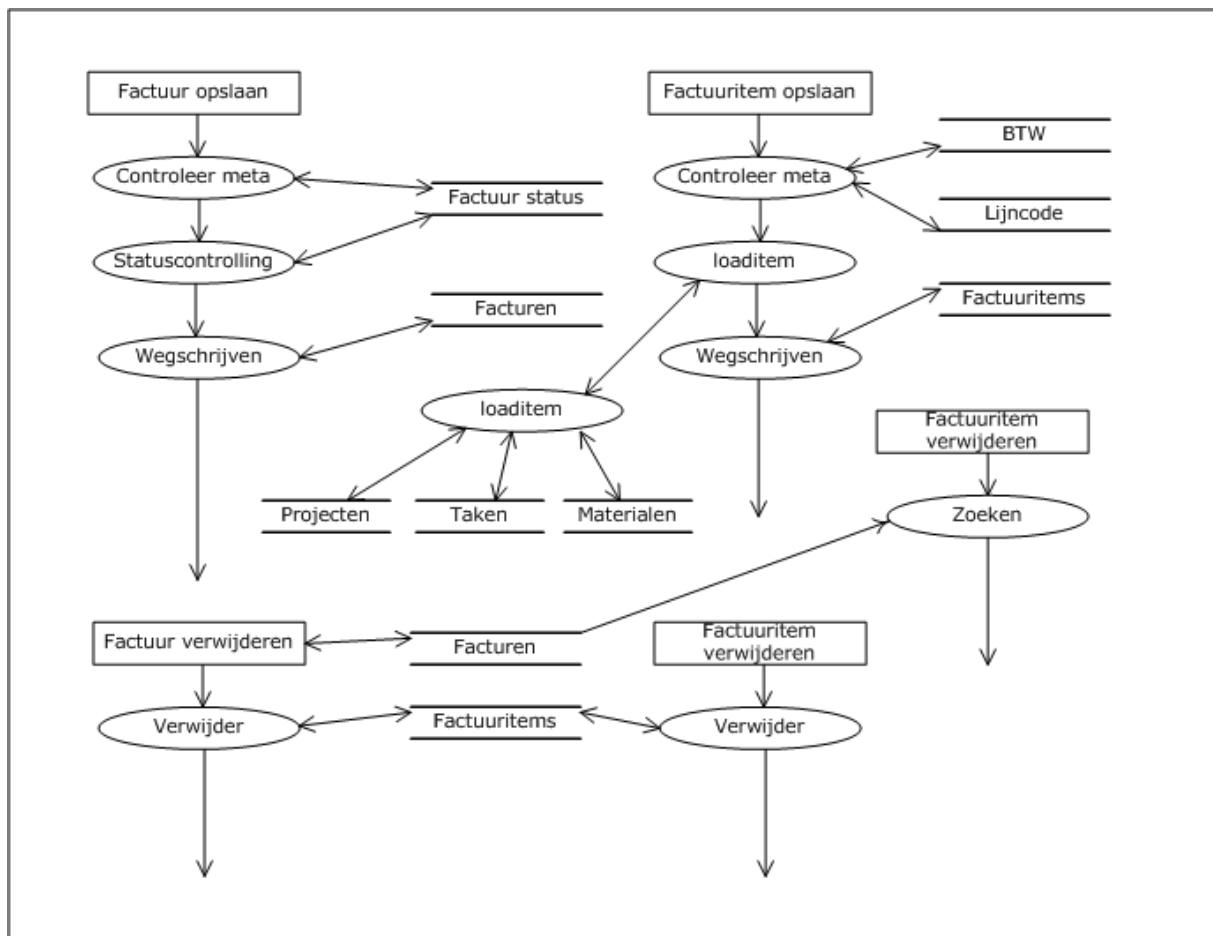 Factuur opslaan
Factuuritem opslaan
BTW
Controleer meta
Controleer meta
Factuur status
Lijncode
Statuscontrolling
loaditem
Facturen
Factuuritems
Wegschrijven
Wegschrijven
loaditem
Factuuritem
verwijderen
Projecten
Taken
Materialen
Zoeken
Factuur verwijderen
Facturen
Factuuritem
verwijderen
Verwijder
Factuuritems
Verwijder